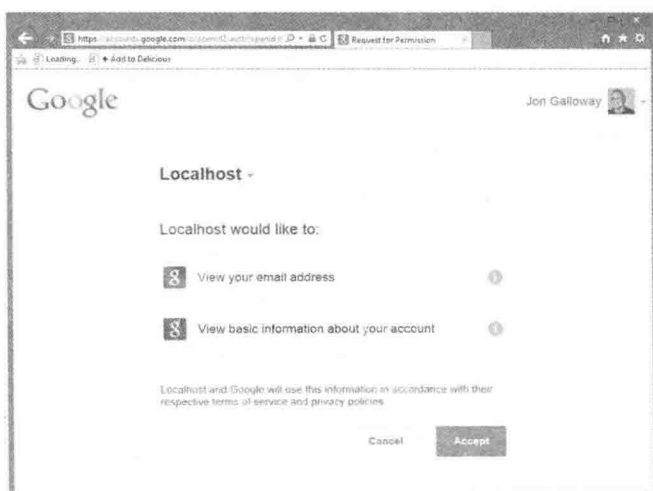 https://accounts.google.com
Request for Permission
Loading.. Add to Delicious
Google
Jon Galloway
Localhost
Localhost would like to:
g View your email address
g View basic information about your account
Localhost and Google will use this information in accordance with their
respective terms of service and privacy policies.
Cancel Accept